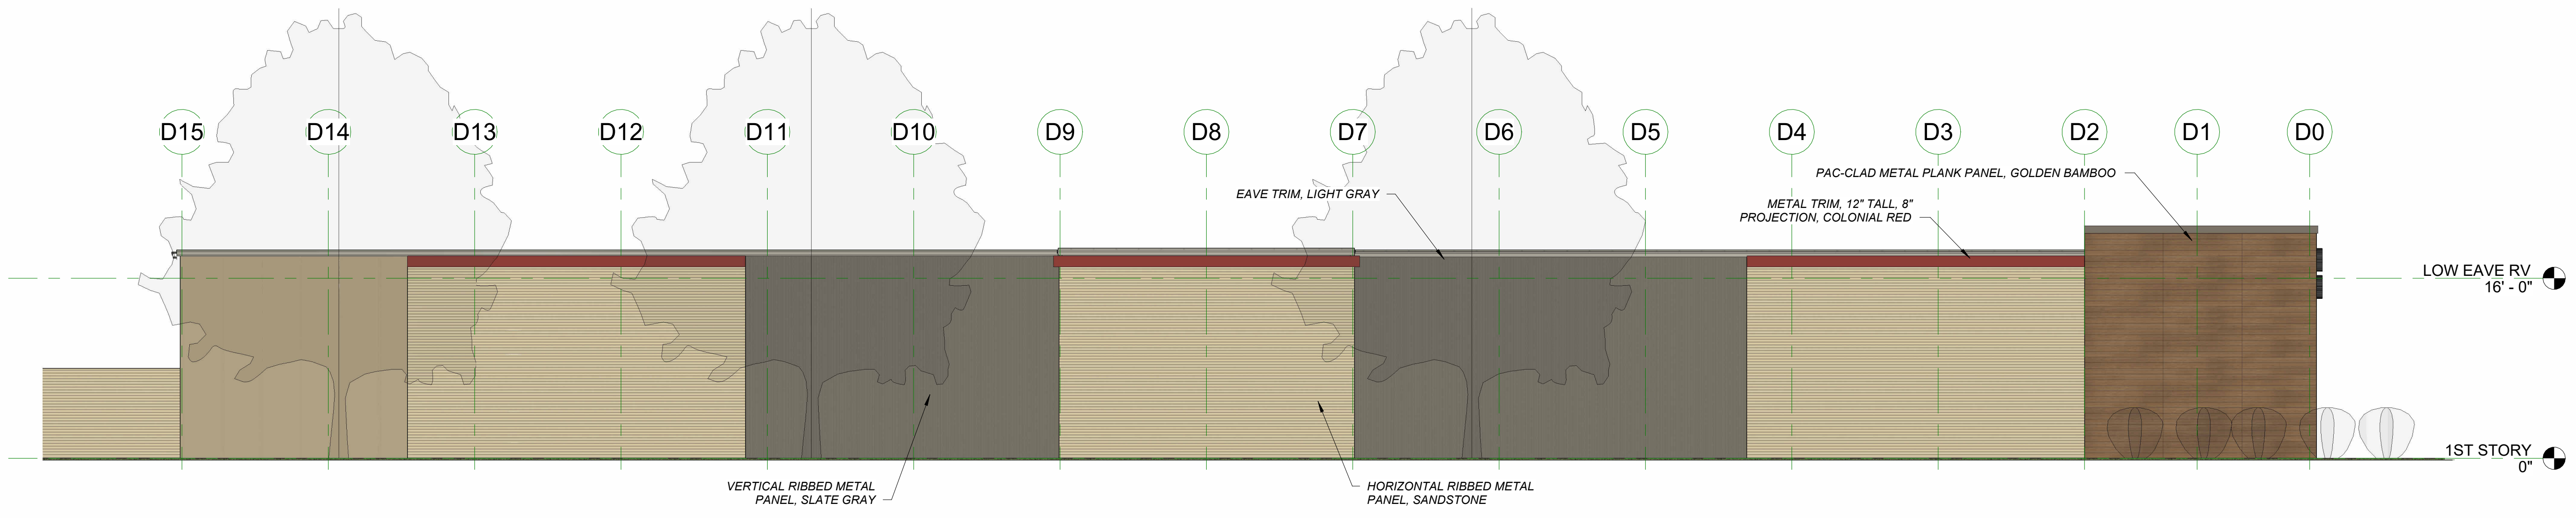 D15
D14
D13
D12
D11
D10
D9
D8
D7
D6
D5
D4
D3
D2
D1
D0
PAC-CLAD METAL PLANK PANEL, GOLDEN BAMBOO
EAVE TRIM, LIGHT GRAY
METAL TRIM, 12" TALL, 8"
PROJECTION, COLONIAL RED
LOW EAVE RV
16' - 0"
1ST STORY
0"
VERTICAL RIBBED METAL
PANEL, SLATE GRAY
HORIZONTAL RIBBED METAL
PANEL, SANDSTONE